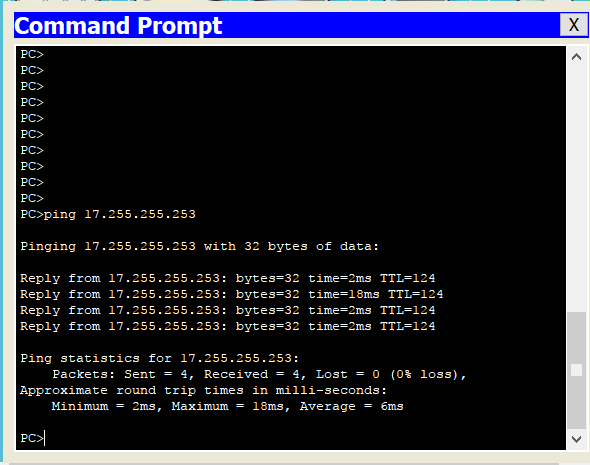 Command Prompt
X
PC>
PC>
PC>
PC>
PC>
PC>
PC>
PC>
PC>
PC>
PC>ping 17.255.255.253
Pinging 17.255.255.253 with 32 bytes of data:
Reply from 17.255.255.253: bytes=32 time=2ms TTL=124
Reply from 17.255.255.253: bytes=32 time=18ms TTL=124
Reply from 17.255.255.253: bytes=32 time=2ms TTL=124
Reply from 17.255.255.253: bytes=32 time=2ms TTL=124
Ping statistics for 17.255.255.253:
Packets: Sent = 4, Received = 4, Lost = 0 (0% loss),
Approximate round trip times in milli-seconds:
Minimum = 2ms, Maximum = 18ms, Average = 6ms
PC>